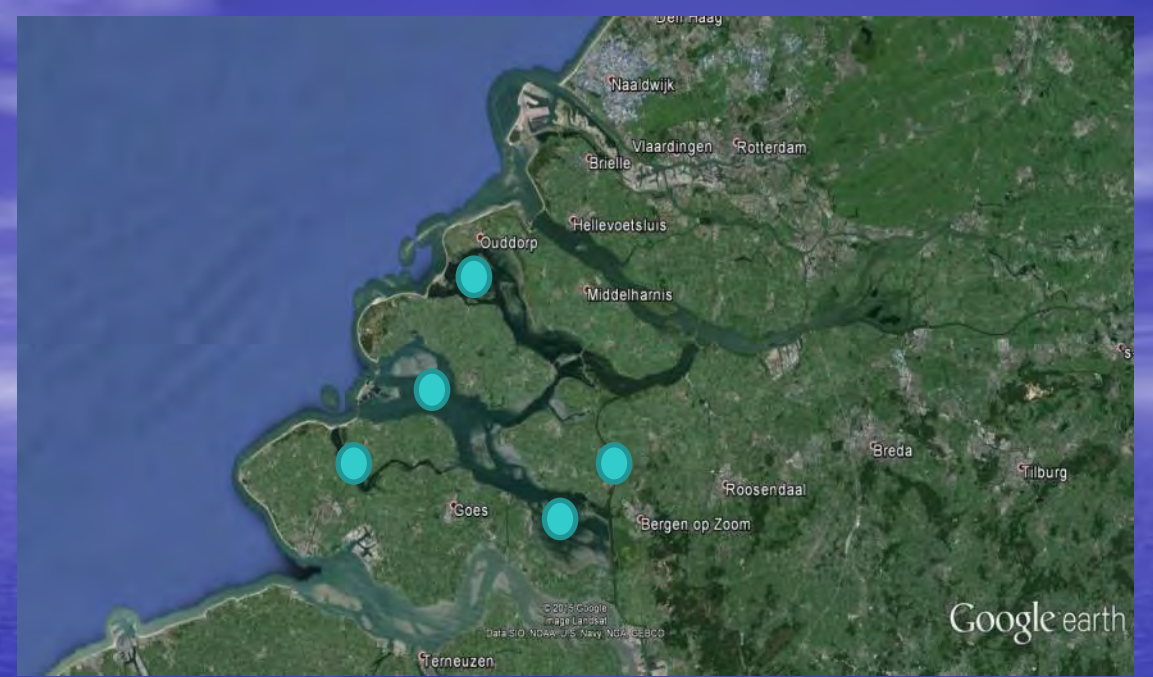 Den Haag
Naaldwijk
Vlaardingen
Rotterdam
Brielle
Hellevoetsluis
Ouddorp
Middelharnis
Breda
Tilburg
Roosendaal
Goes
Bergen op Zoom
© 2015 Google
Image Landsat
Data SIO, NOAA, U.S. Navy, NGA, GEBCO
Google earth
Terneuzen